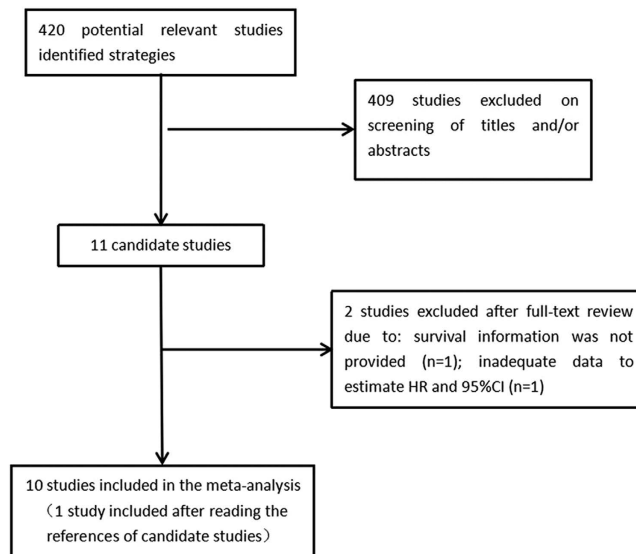 420 potential relevant studies
identified strategies
409 studies excluded on
screening of titles and/or
abstracts
11 candidate studies
2 studies excluded after full-text review
due to: survival information was not
provided (n=1); inadequate data to
estimate HR and 95%CI (n=1)
10 studies included in the meta-analysis
（1 study included after reading the
references of candidate studies）